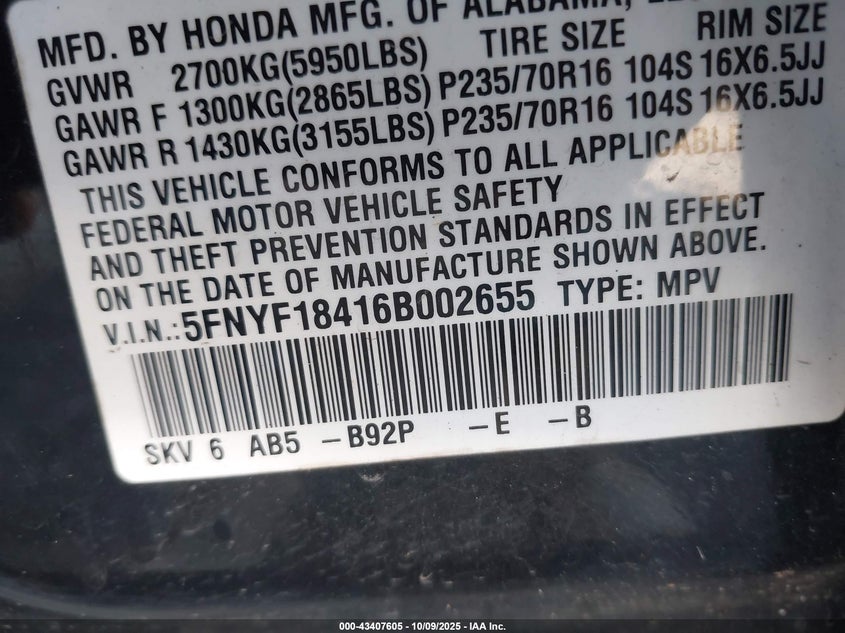 MFD. BY HONDA MFG. OF ALABAMA,
GVWR 2700KG(5950LBS) TIRE SIZE RIM SIZE
GAWR F 1300KG(2865LBS) P235/70R16 104S 16X6.5JJ
GAWR R 1430KG(3155LBS) P235/70R16 104S 16X6.5JJ
THIS VEHICLE CONFORMS TO ALL APPLICABLE
FEDERAL MOTOR VEHICLE SAFETY
AND THEFT PREVENTION STANDARDS IN EFFECT
ON THE DATE OF MANUFACTURE SHOWN ABOVE.
V.I.N.:5FNYF18416B002655 TYPE: MPV
SKV 6 AB5 -B92P -E -B
000-43407605 - 10/09/2025 - IAA Inc.